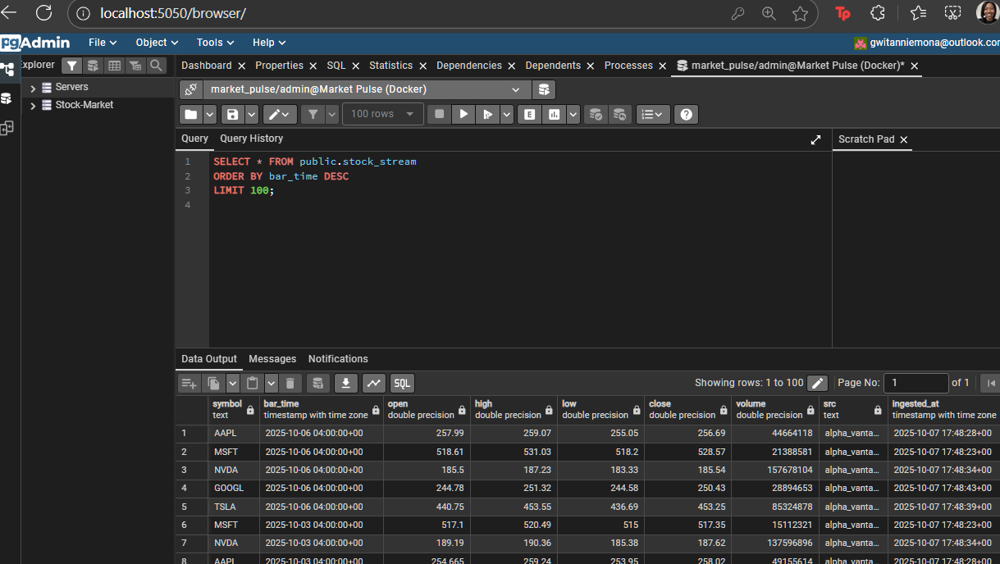 localhost:5050/browser/
Tp
pgAdmin File Object Tools Help
Explorer Dashboard Properties SQL Statistics Dependencies Dependents Processes market_pulse/admin@Market Pulse (Docker)*
Servers
Stock-Market
market_pulse/admin@Market Pulse (Docker)
100 rows
E
Query Query History
Scratch Pad
1 SELECT * FROM public.stock_stream
2 ORDER BY bar_time DESC
3 LIMIT 100;
4
Data Output Messages Notifications
SQL Showing rows: 1 to 100 Page No: 1 of 1
symbol bar_time open high low close volume src ingested_at
text timestamp with time zone double precision double precision double precision double precision double precision text timestamp with time zone
1 AAPL 2025-10-06 04:00:00+00 257.99 259.07 255.05 256.69 44664118 alpha_vanta... 2025-10-07 17:48:28+00
2 MSFT 2025-10-06 04:00:00+00 518.61 531.03 518.2 528.57 21388581 alpha_vanta... 2025-10-07 17:48:23+00
3 NVDA 2025-10-06 04:00:00+00 185.5 187.23 183.33 185.54 157678104 alpha_vanta... 2025-10-07 17:48:34+00
4 GOOGL 2025-10-06 04:00:00+00 244.78 251.32 244.58 250.43 28894653 alpha_vanta... 2025-10-07 17:48:43+00
5 TSLA 2025-10-06 04:00:00+00 440.75 453.55 436.69 453.25 85324878 alpha_vanta... 2025-10-07 17:48:39+00
6 MSFT 2025-10-03 04:00:00+00 517.1 520.49 515 517.35 15112321 alpha_vanta... 2025-10-07 17:48:23+00
7 NVDA 2025-10-03 04:00:00+00 189.19 190.36 185.38 187.62 137596896 alpha_vanta... 2025-10-07 17:48:34+00
8 AAPL 2025-10-03 04:00:00+00 254.665 259.24 253.95 258.02 49155614 alpha_vanta... 2025-10-07 17:48:28+00